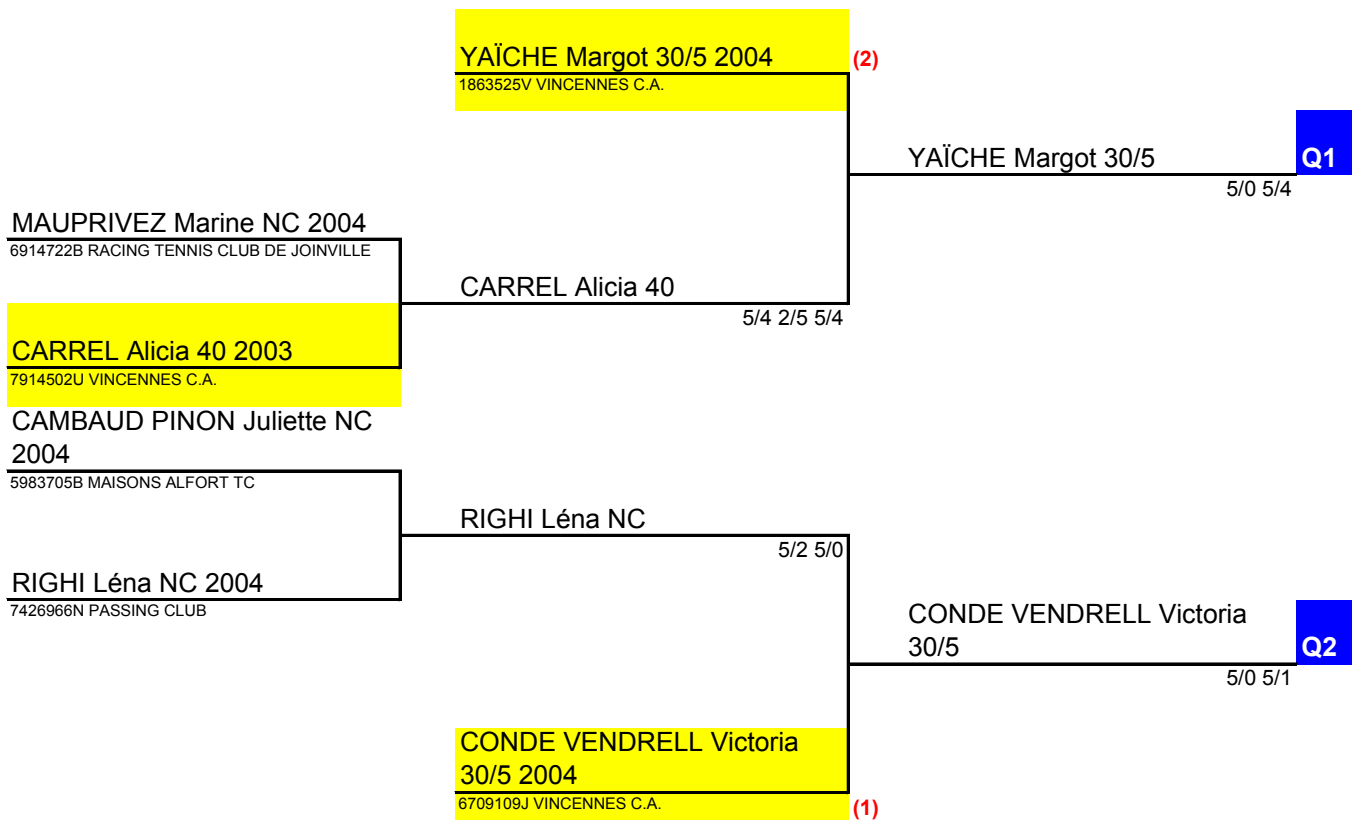 YAÏCHE Margot 30/5 2004
(2)
1863525V VINCENNES C.A.
YAÏCHE Margot 30/5
Q1
5/0 5/4
MAUPRIVEZ Marine NC 2004
6914722B RACING TENNIS CLUB DE JOINVILLE
CARREL Alicia 40
5/4 2/5 5/4
CARREL Alicia 40 2003
7914502U VINCENNES C.A.
CAMBAUD PINON Juliette NC
2004
5983705B MAISONS ALFORT TC
RIGHI Léna NC
5/2 5/0
RIGHI Léna NC 2004
7426966N PASSING CLUB
CONDE VENDRELL Victoria
30/5
Q2
5/0 5/1
CONDE VENDRELL Victoria
30/5 2004
6709109J VINCENNES C.A.
(1)